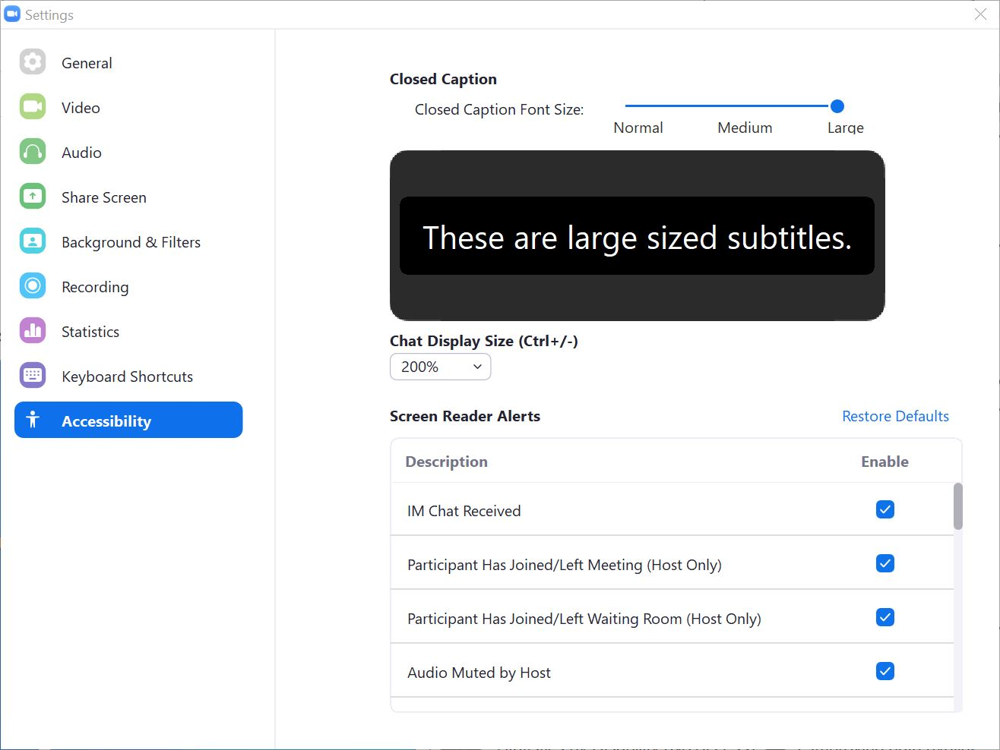 Settings
General
Video
Audio
Share Screen
Background & Filters
Recording
Statistics
Keyboard Shortcuts
Accessibility
Closed Caption
Closed Caption Font Size:
Normal Medium Large
These are large sized subtitles.
Chat Display Size (Ctrl+/-)
200%
Screen Reader Alerts
Restore Defaults
Description Enable
IM Chat Received
Participant Has Joined/Left Meeting (Host Only)
Participant Has Joined/Left Waiting Room (Host Only)
Audio Muted by Host